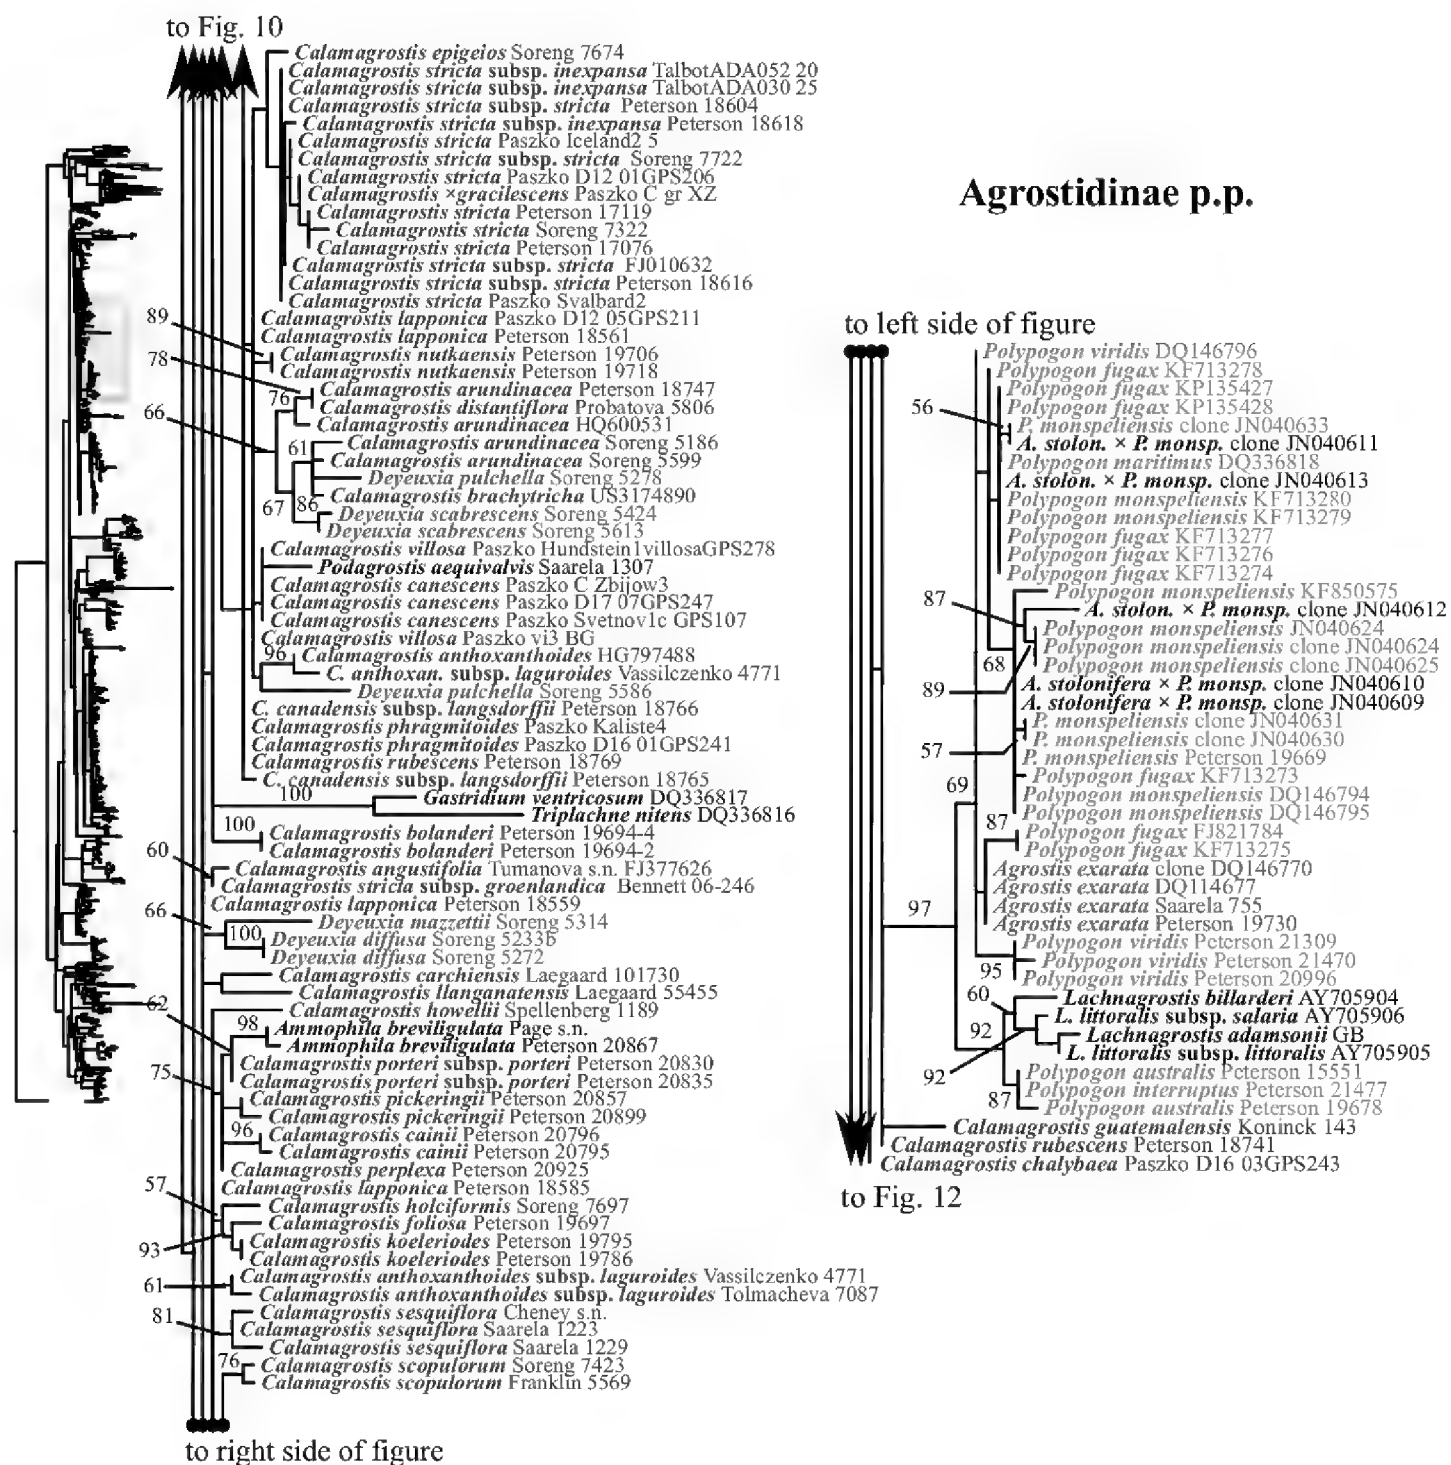 to Fig. 10
Calamagrostis epigeios Soreng 7674
Calamagrostis stricta subsp. inexpansa TalbotADA052 20
Calamagrostis stricta subsp. inexpansa TalbotADA030 25
Calamagrostis stricta subsp. stricta Peterson 18604
Calamagrostis stricta subsp. inexpansa Peterson 18618
Calamagrostis stricta Paszko Iceland2 5
Calamagrostis stricta subsp. stricta Soreng 7722
Calamagrostis stricta Paszko D12 01GPS206
Calamagrostis ×gracilescens Paszko C gr XZ
Calamagrostis stricta Peterson 17119
Calamagrostis stricta Soreng 7322
Calamagrostis stricta Peterson 17076
Calamagrostis stricta subsp. stricta FJ010632
Calamagrostis stricta subsp. stricta Peterson 18616
Calamagrostis stricta Paszko Svalbard2
Calamagrostis lapponica Paszko D12 05GPS211
89
Calamagrostis lapponica Peterson 18561
Calamagrostis nutkaensis Peterson 19706
78
Calamagrostis nutkaensis Peterson 19718
Calamagrostis arundinacea Peterson 18747
76
Calamagrostis distantiflora Probatova 5806
66
Calamagrostis arundinacea HQ600531
Calamagrostis arundinacea Soreng 5186
61
Calamagrostis arundinacea Soreng 5599
Deyeuxia pulchella Soreng 5278
Calamagrostis brachytricha US3174890
67 86
Deyeuxia scabrescens Soreng 5424
Deyeuxia scabrescens Soreng 5613
Calamagrostis villosa Paszko Hundstein1villosaGPS278
Podagrostis aequivalvis Saarela 1307
Calamagrostis canescens Paszko C Zbijow3
Calamagrostis canescens Paszko D17 07GPS247
Calamagrostis canescens Paszko Svetnov1c GPS107
Calamagrostis villosa Paszko vi3 BG
96
Calamagrostis anthoxanthoides HG797488
C. anthoxan. subsp. laguroides Vassilczenko 4771
Deyeuxia pulchella Soreng 5586
C. canadensis subsp. langsdorffii Peterson 18766
Calamagrostis phragmitoides Paszko Kaliste4
Calamagrostis phragmitoides Paszko D16 01GPS241
Calamagrostis rubescens Peterson 18769
C. canadensis subsp. langsdorffii Peterson 18765
100
Gastridium ventricosum DQ336817
Triplachne nitens DQ336816
100
Calamagrostis bolanderi Peterson 19694-4
Calamagrostis bolanderi Peterson 19694-2
60
Calamagrostis angustifolia Tumanova s.n. FJ377626
Calamagrostis stricta subsp. groenlandica Bennett 06-246
Calamagrostis lapponica Peterson 18559
66
Deyeuxia mazzettii Soreng 5314
100
Deyeuxia diffusa Soreng 5233b
Deyeuxia diffusa Soreng 5272
Calamagrostis carchiensis Laegaard 101730
Calamagrostis llanganatensis Laegaard 55455
62
Calamagrostis howellii Spellenberg 1189
98
Ammophila breviligulata Page s.n.
Ammophila breviligulata Peterson 20867
Calamagrostis porteri subsp. porteri Peterson 20830
75
Calamagrostis porteri subsp. porteri Peterson 20835
Calamagrostis pickeringii Peterson 20857
Calamagrostis pickeringii Peterson 20899
96
Calamagrostis cainii Peterson 20796
Calamagrostis cainii Peterson 20795
Calamagrostis perplexa Peterson 20925
57
Calamagrostis lapponica Peterson 18585
Calamagrostis holciformis Soreng 7697
Calamagrostis foliosa Peterson 19697
93
Calamagrostis koeleriodes Peterson 19795
Calamagrostis koeleriodes Peterson 19786
61
Calamagrostis anthoxanthoides subsp. laguroides Vassilczenko 4771
Calamagrostis anthoxanthoides subsp. laguroides Tolmacheva 7087
81
Calamagrostis sesquiflora Cheney s.n.
Calamagrostis sesquiflora Saarela 1223
Calamagrostis sesquiflora Saarela 1229
76
Calamagrostis scopulorum Soreng 7423
Calamagrostis scopulorum Franklin 5569
to right side of figure
Agrostidinae p.p.
to left side of figure
Polypogon viridis DQ146796
Polypogon fugax KF713278
Polypogon fugax KP135427
56
Polypogon fugax KP135428
P. monspeliensis clone JN040633
A. stolon. × P. monsp. clone JN040611
Polypogon maritimus DQ336818
A. stolon. × P. monsp. clone JN040613
Polypogon monspeliensis KF713280
Polypogon monspeliensis KF713279
Polypogon fugax KF713277
Polypogon fugax KF713276
Polypogon fugax KF713274
87
Polypogon monspeliensis KF850575
A. stolon. × P. monsp. clone JN040612
Polypogon monspeliensis JN040624
Polypogon monspeliensis clone JN040624
68
Polypogon monspeliensis clone JN040625
89
A. stolonifera × P. monsp. clone JN040610
A. stolonifera × P. monsp. clone JN040609
P. monspeliensis clone JN040631
57
P. monspeliensis clone JN040630
P. monspeliensis Peterson 19669
69
Polypogon fugax KF713273
Polypogon monspeliensis DQ146794
Polypogon monspeliensis DQ146795
87
Polypogon fugax FJ821784
Polypogon fugax KF713275
Agrostis exarata clone DQ146770
Agrostis exarata DQ114677
97
Agrostis exarata Saarela 755
Agrostis exarata Peterson 19730
Polypogon viridis Peterson 21309
Polypogon viridis Peterson 21470
95
Polypogon viridis Peterson 20996
60
Lachnagrostis billarderi AY705904
L. littoralis subsp. salaria AY705906
92
Lachnagrostis adamsonii GB
L. littoralis subsp. littoralis AY705905
92
Polypogon australis Peterson 15551
Polypogon interruptus Peterson 21477
87
Polypogon australis Peterson 19678
Calamagrostis guatemalensis Koninck 143
Calamagrostis rubescens Peterson 18741
Calamagrostis chalybaea Paszko D16 03GPS243
to Fig. 12